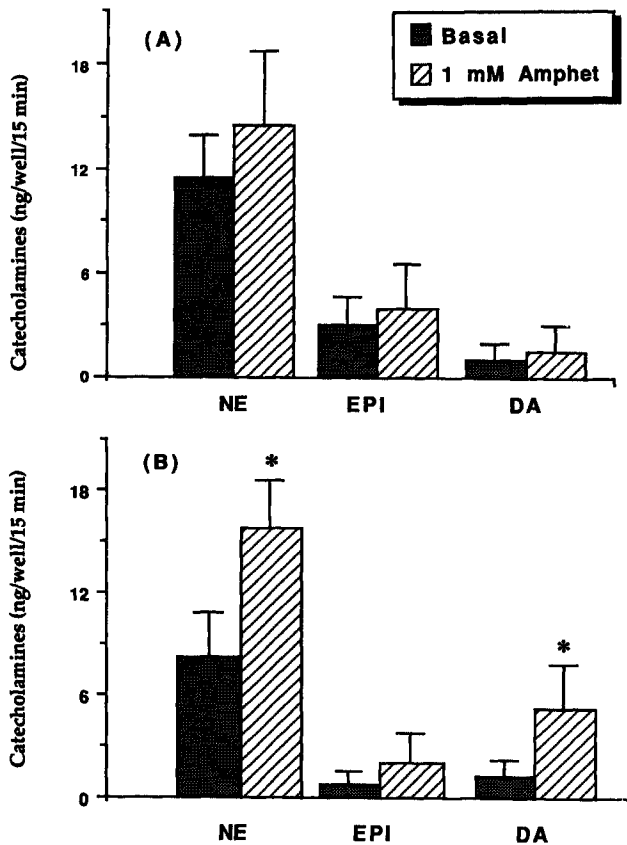 (A)
Basal
1 mM Amphet
Catecholamines (ng/well/15 min)
18
12
6
0
NE EPI DA
(B)
*
*
Catecholamines (ng/well/15 min)
18
12
6
0
NE EPI DA